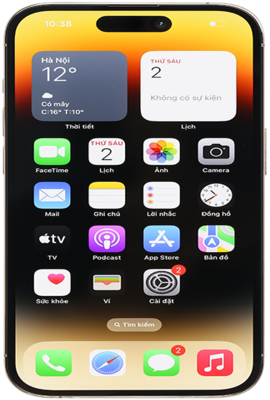 10:38
Hà Nội
12°
Có mây
C:16° T:10°
Thời tiết
THỨ SÁU
2
Không có sự kiện
Lịch
FaceTime
THỨ SÁU
2
Lịch
Ảnh
Camera
Mail
Ghi chú
Lời nhắc
Đồng hồ
tv
TV
Podcast
App Store
Bản đồ
Sức khỏe
Ví
2
Cài đặt
Tìm kiếm
2